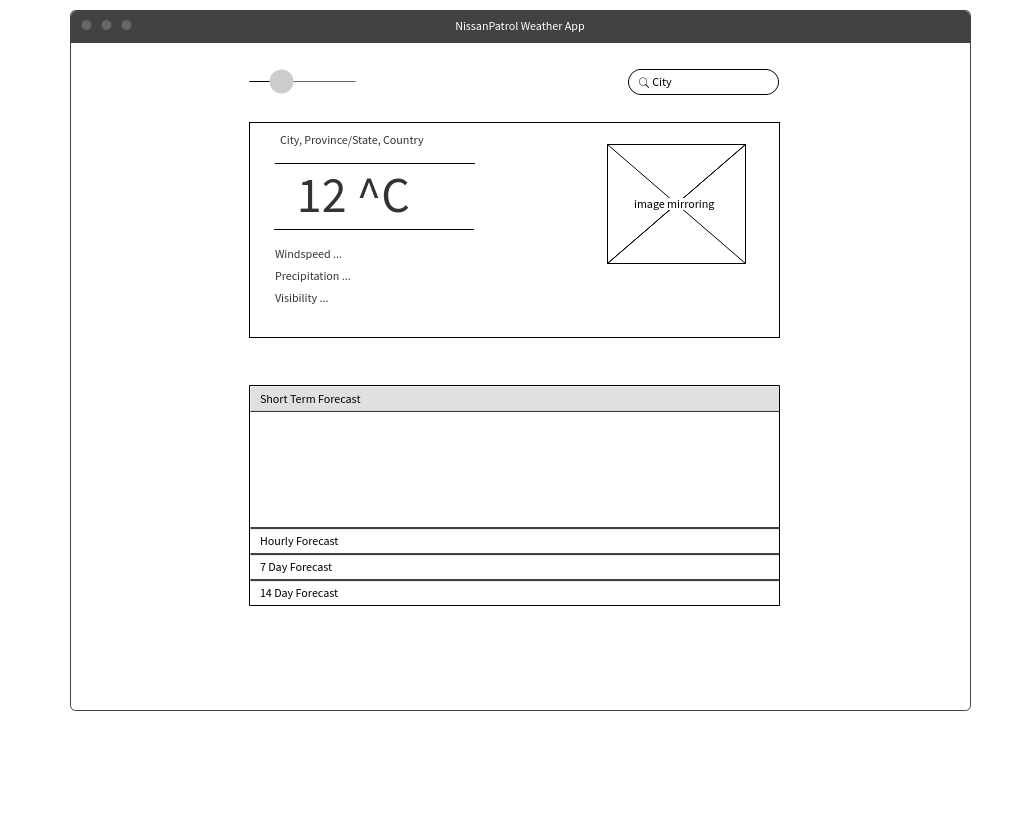 NissanPatrol Weather App
City
City, Province/State, Country
12 ^C
image mirroring
Windspeed ...
Precipitation ...
Visibility ...
Short Term Forecast
Hourly Forecast
7 Day Forecast
14 Day Forecast